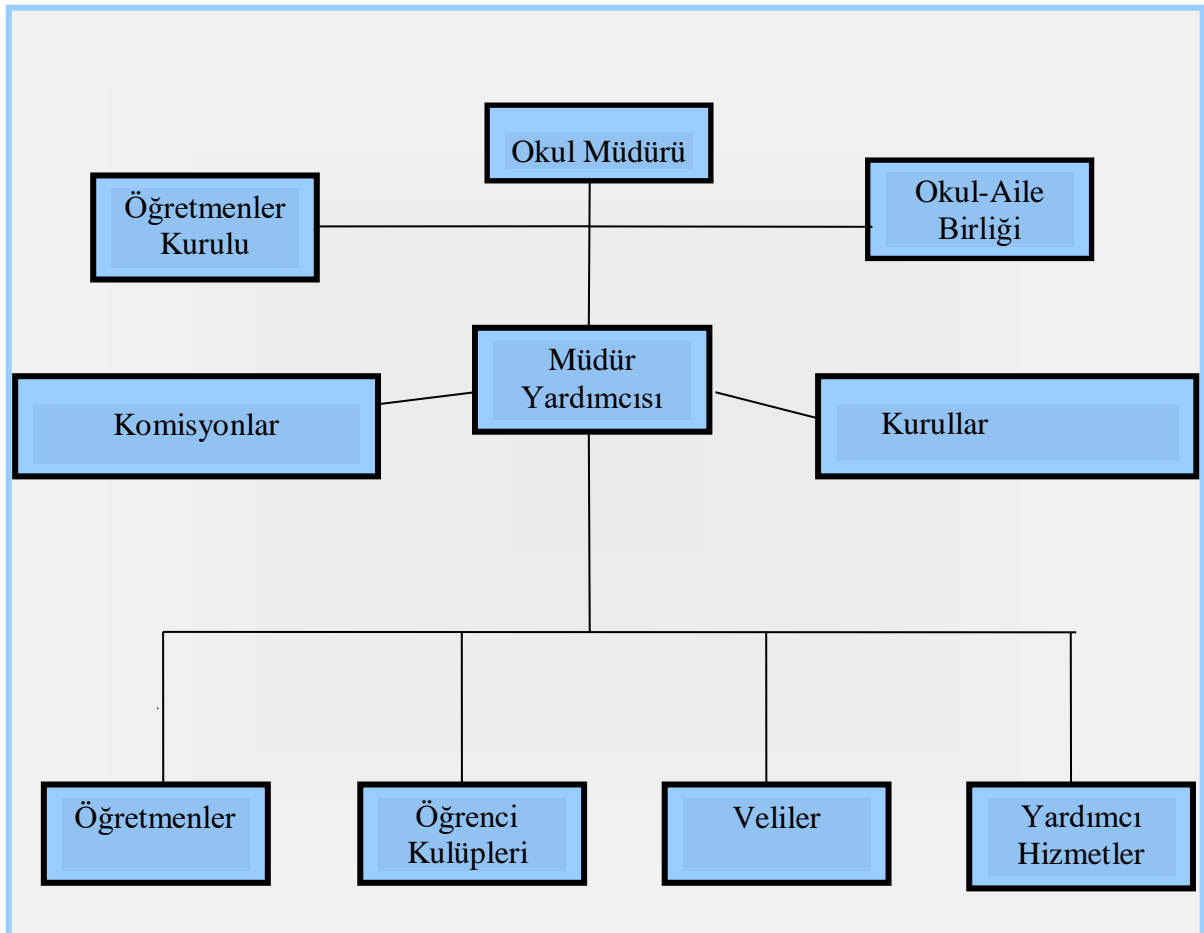 Okul Müdürü
Öğretmenler
Kurulu
Okul-Aile
Birliği
Müdür
Yardımcısı
Komisyonlar
Kurullar
Öğretmenler
Öğrenci
Kulüpleri
Veliler
Yardımcı
Hizmetler